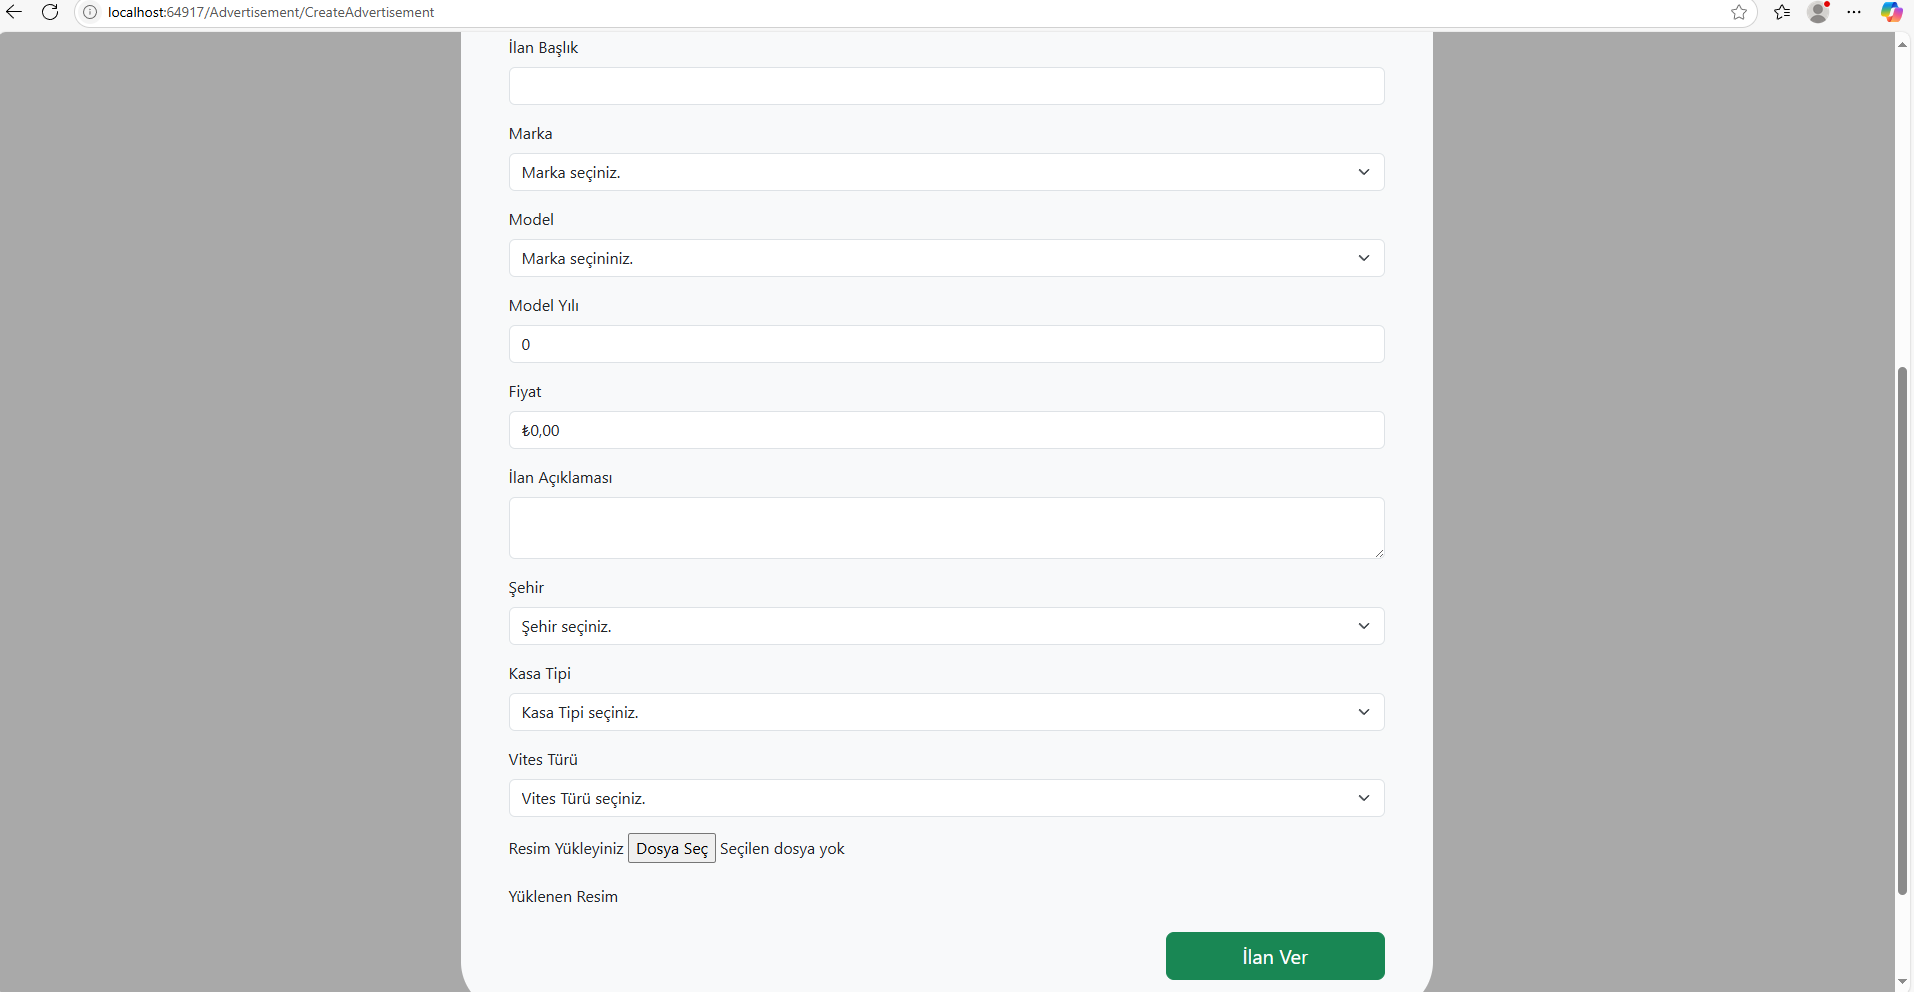 localhost:64917/Advertisement/CreateAdvertisement
İlan Başlık
Marka
Marka seçiniz.
Model
Marka seçininiz.
Model Yılı
0
Fiyat
₺0,00
İlan Açıklaması
Şehir
Şehir seçiniz.
Kasa Tipi
Kasa Tipi seçiniz.
Vites Türü
Vites Türü seçiniz.
Resim Yükleyiniz Dosya Seç Seçilen dosya yok
Yüklenen Resim
İlan Ver